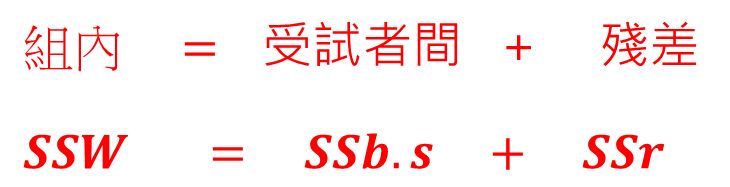 組內 = 受試者間 + 殘差
SSW = SSb.s + SSr